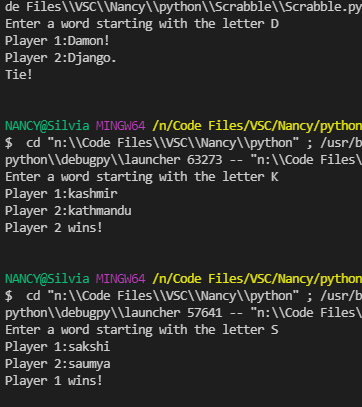 de Files\\VSC\\Nancy\\python\\Scrabble\\Scrabble.py
Enter a word starting with the letter D
Player 1:Damon!
Player 2:Django.
Tie!
NANCY@Silvia MINGW64 /n/Code Files/VSC/Nancy/python
$  cd "n:\\Code Files\\VSC\\Nancy\\python" ; /usr/b
python\\debugpy\\launcher 63273 -- "n:\\Code Files\
Enter a word starting with the letter K
Player 1:kashmir
Player 2:kathmandu
Player 2 wins!
NANCY@Silvia MINGW64 /n/Code Files/VSC/Nancy/python
$  cd "n:\\Code Files\\VSC\\Nancy\\python" ; /usr/b
python\\debugpy\\launcher 57641 -- "n:\\Code Files\
Enter a word starting with the letter S
Player 1:sakshi
Player 2:saumya
Player 1 wins!